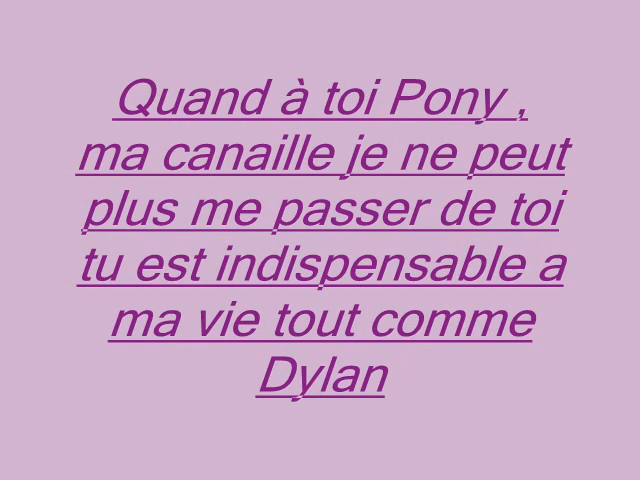 Quand à toi Pony ,
ma canaille je ne peut
plus me passer de toi
tu est indispensable a
ma vie tout comme
Dylan